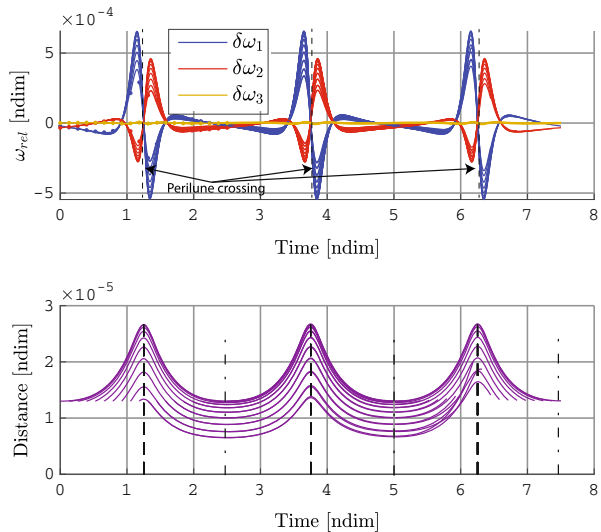 ×10⁻⁴
5
0
−5
ω_rel [ndim]
δω₁
δω₂
δω₃
Perilune crossing
0 1 2 3 4 5 6 7 8
Time [ndim]
×10⁻⁵
3
2
1
0
Distance [ndim]
0 1 2 3 4 5 6 7 8
Time [ndim]